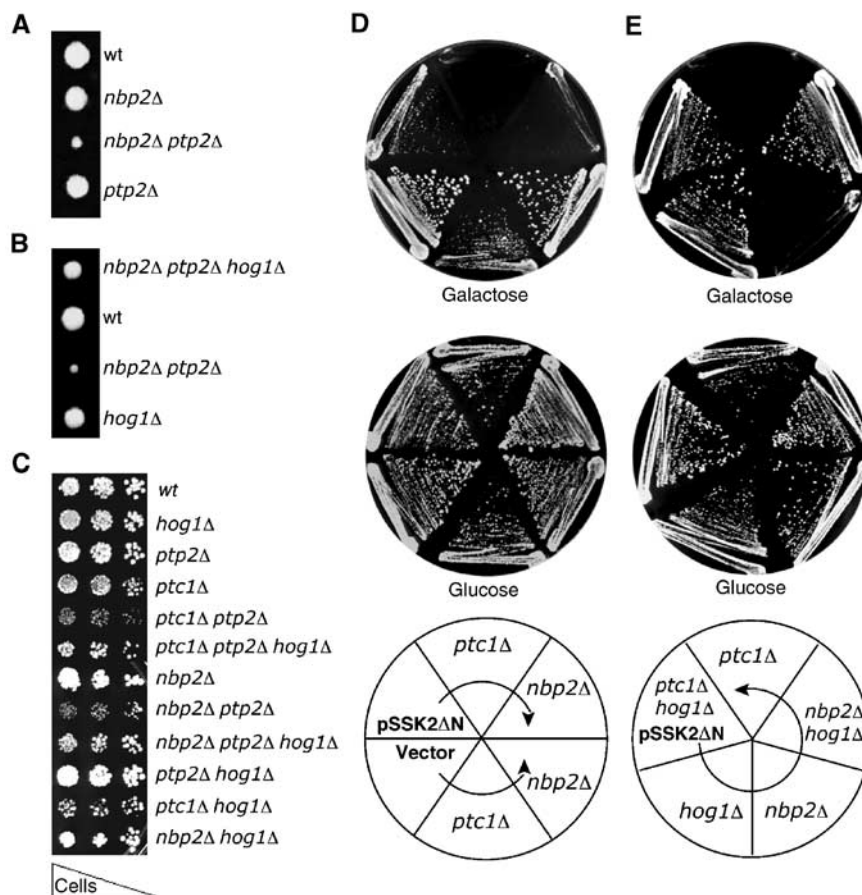 A
wt
nbp2Δ
nbp2Δ ptp2Δ
ptp2Δ
B
nbp2Δ ptp2Δ hog1Δ
wt
nbp2Δ ptp2Δ
hog1Δ
C
wt
hog1Δ
ptp2Δ
ptc1Δ
ptc1Δ ptp2Δ
ptc1Δ ptp2Δ hog1Δ
nbp2Δ
nbp2Δ ptp2Δ
nbp2Δ ptp2Δ hog1Δ
ptp2Δ hog1Δ
ptc1Δ hog1Δ
nbp2Δ hog1Δ
Cells
D
Galactose
Glucose
ptc1Δ
nbp2Δ
pSSK2ΔN
Vector
nbp2Δ
ptc1Δ
E
Galactose
Glucose
ptc1Δ
ptc1Δ
hog1Δ
pSSK2ΔN
nbp2Δ
hog1Δ
hog1Δ
nbp2Δ